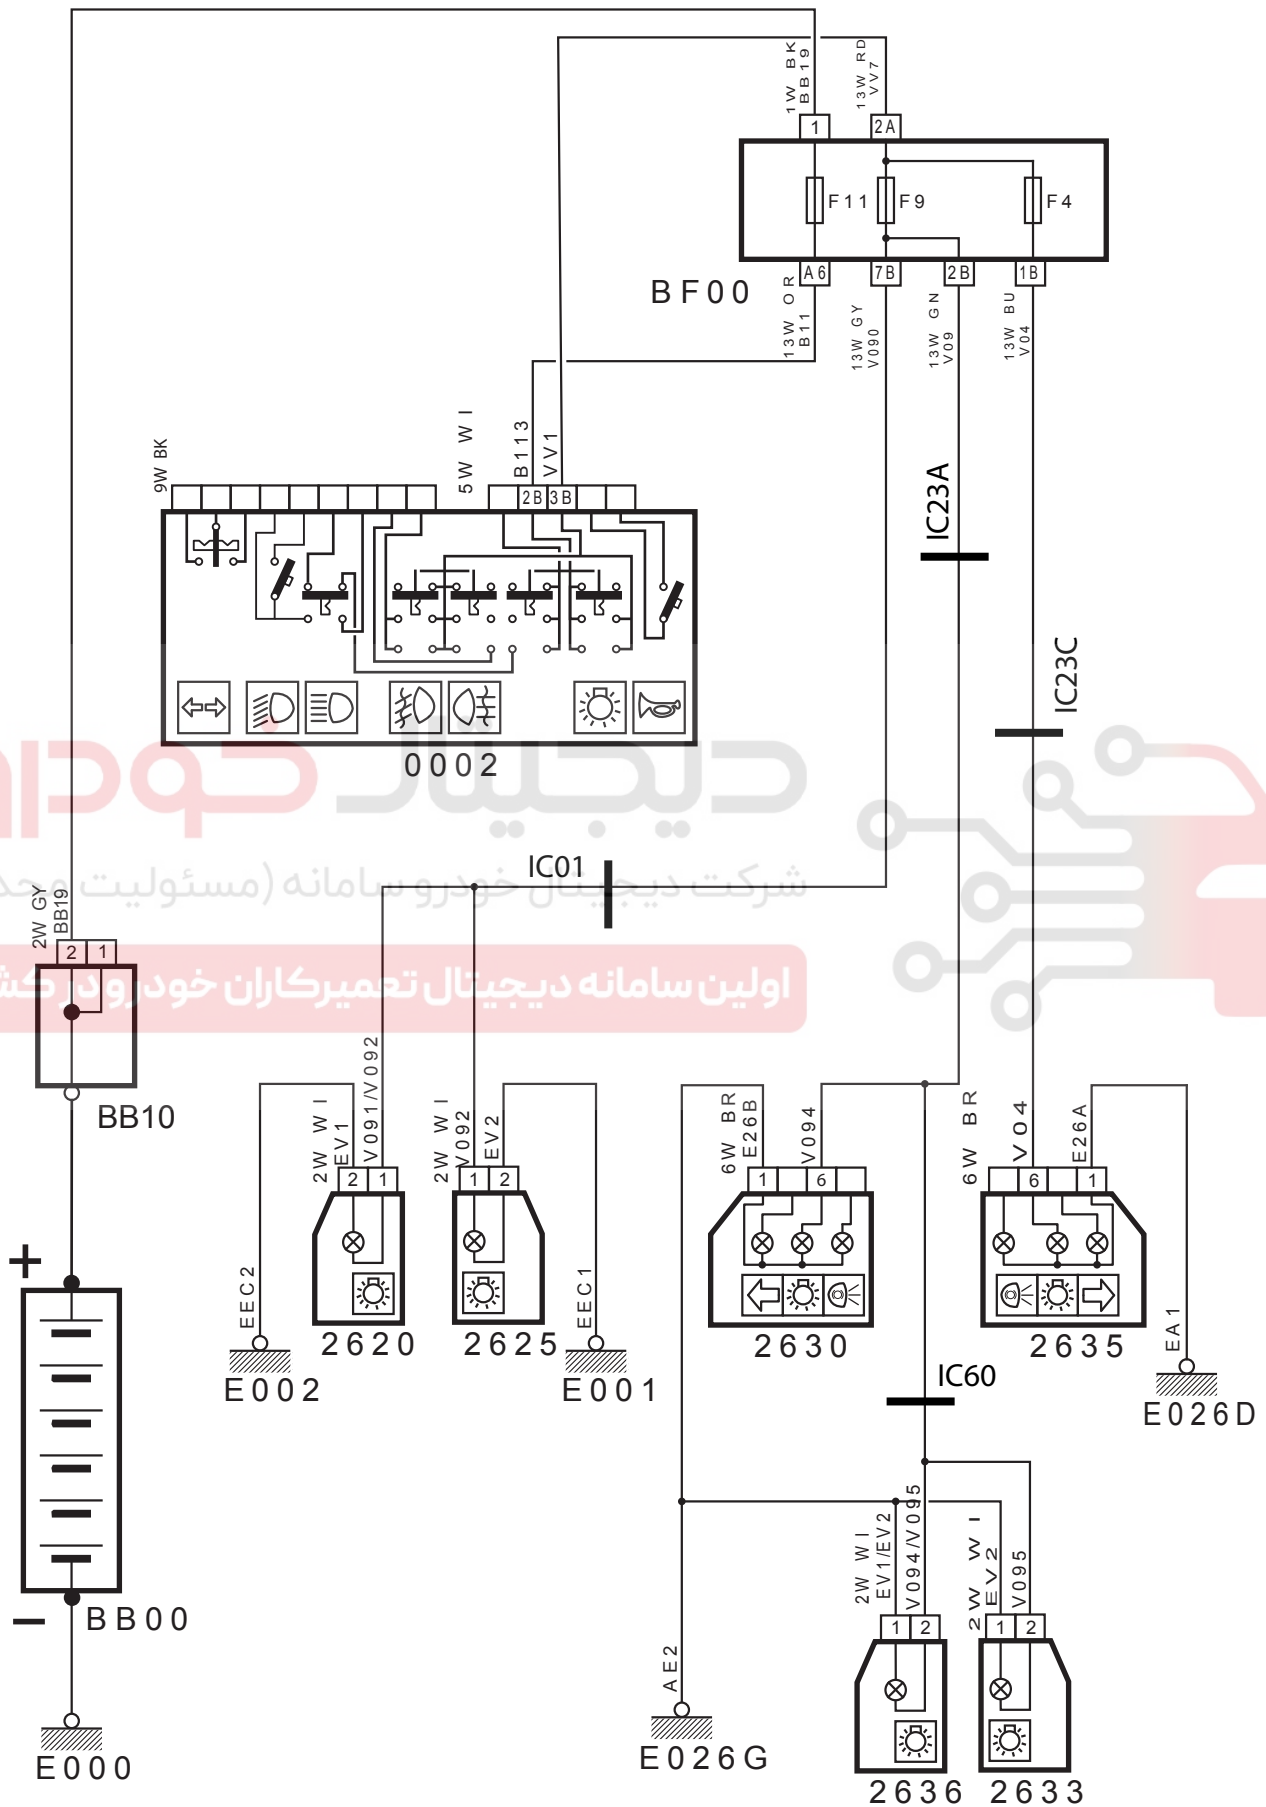 1W BK
BB19
13W RD
VV7
1
2A
F11
F9
F4
A6
7B
2B
1B
BF00
13W OR
B11
13W GY
V090
13W GN
V09
13W BU
V04
9W BK
5W WI
B113
VV1
2B
3B
IC23A
IC23C
0002
دیجیتال خودرو
IC01
شرکت دیجیتال خودرو سامانه (مسئولیت
2W GY
BB19
2
1
اولین سامانه دیجیتال تعمیرکاران خودرو در
BB10
2W WI
EV1
V091/V092
2W WI
V092
EV2
6W BR
E26B
V094
6W BR
V04
E26A
2
1
1
2
1
6
6
1
+
EEC2
EEC1
EA1
2620
2625
2630
2635
E002
E001
IC60
E026D
2W WI
EV1/EV2
V094/V095
2W WI
EV2
V095
−
BB00
1
2
1
2
AE2
E000
E026G
2636
2633